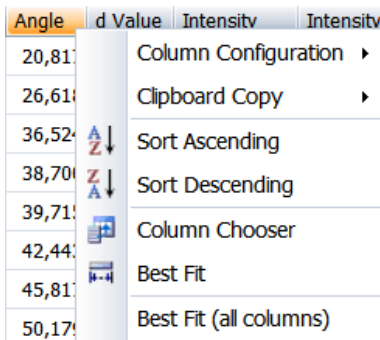 Angle d Value Intensity Intensity
20,81
Column Configuration
26,61
Clipboard Copy
36,52
Sort Ascending
38,70
Sort Descending
39,71
Column Chooser
42,44
Best Fit
45,81
Best Fit (all columns)
50,17